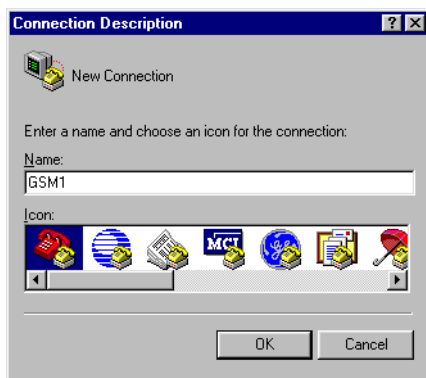 Connection Description
New Connection
Enter a name and choose an icon for the connection:
Name:
GSM1
Icon:
MCI
OK Cancel